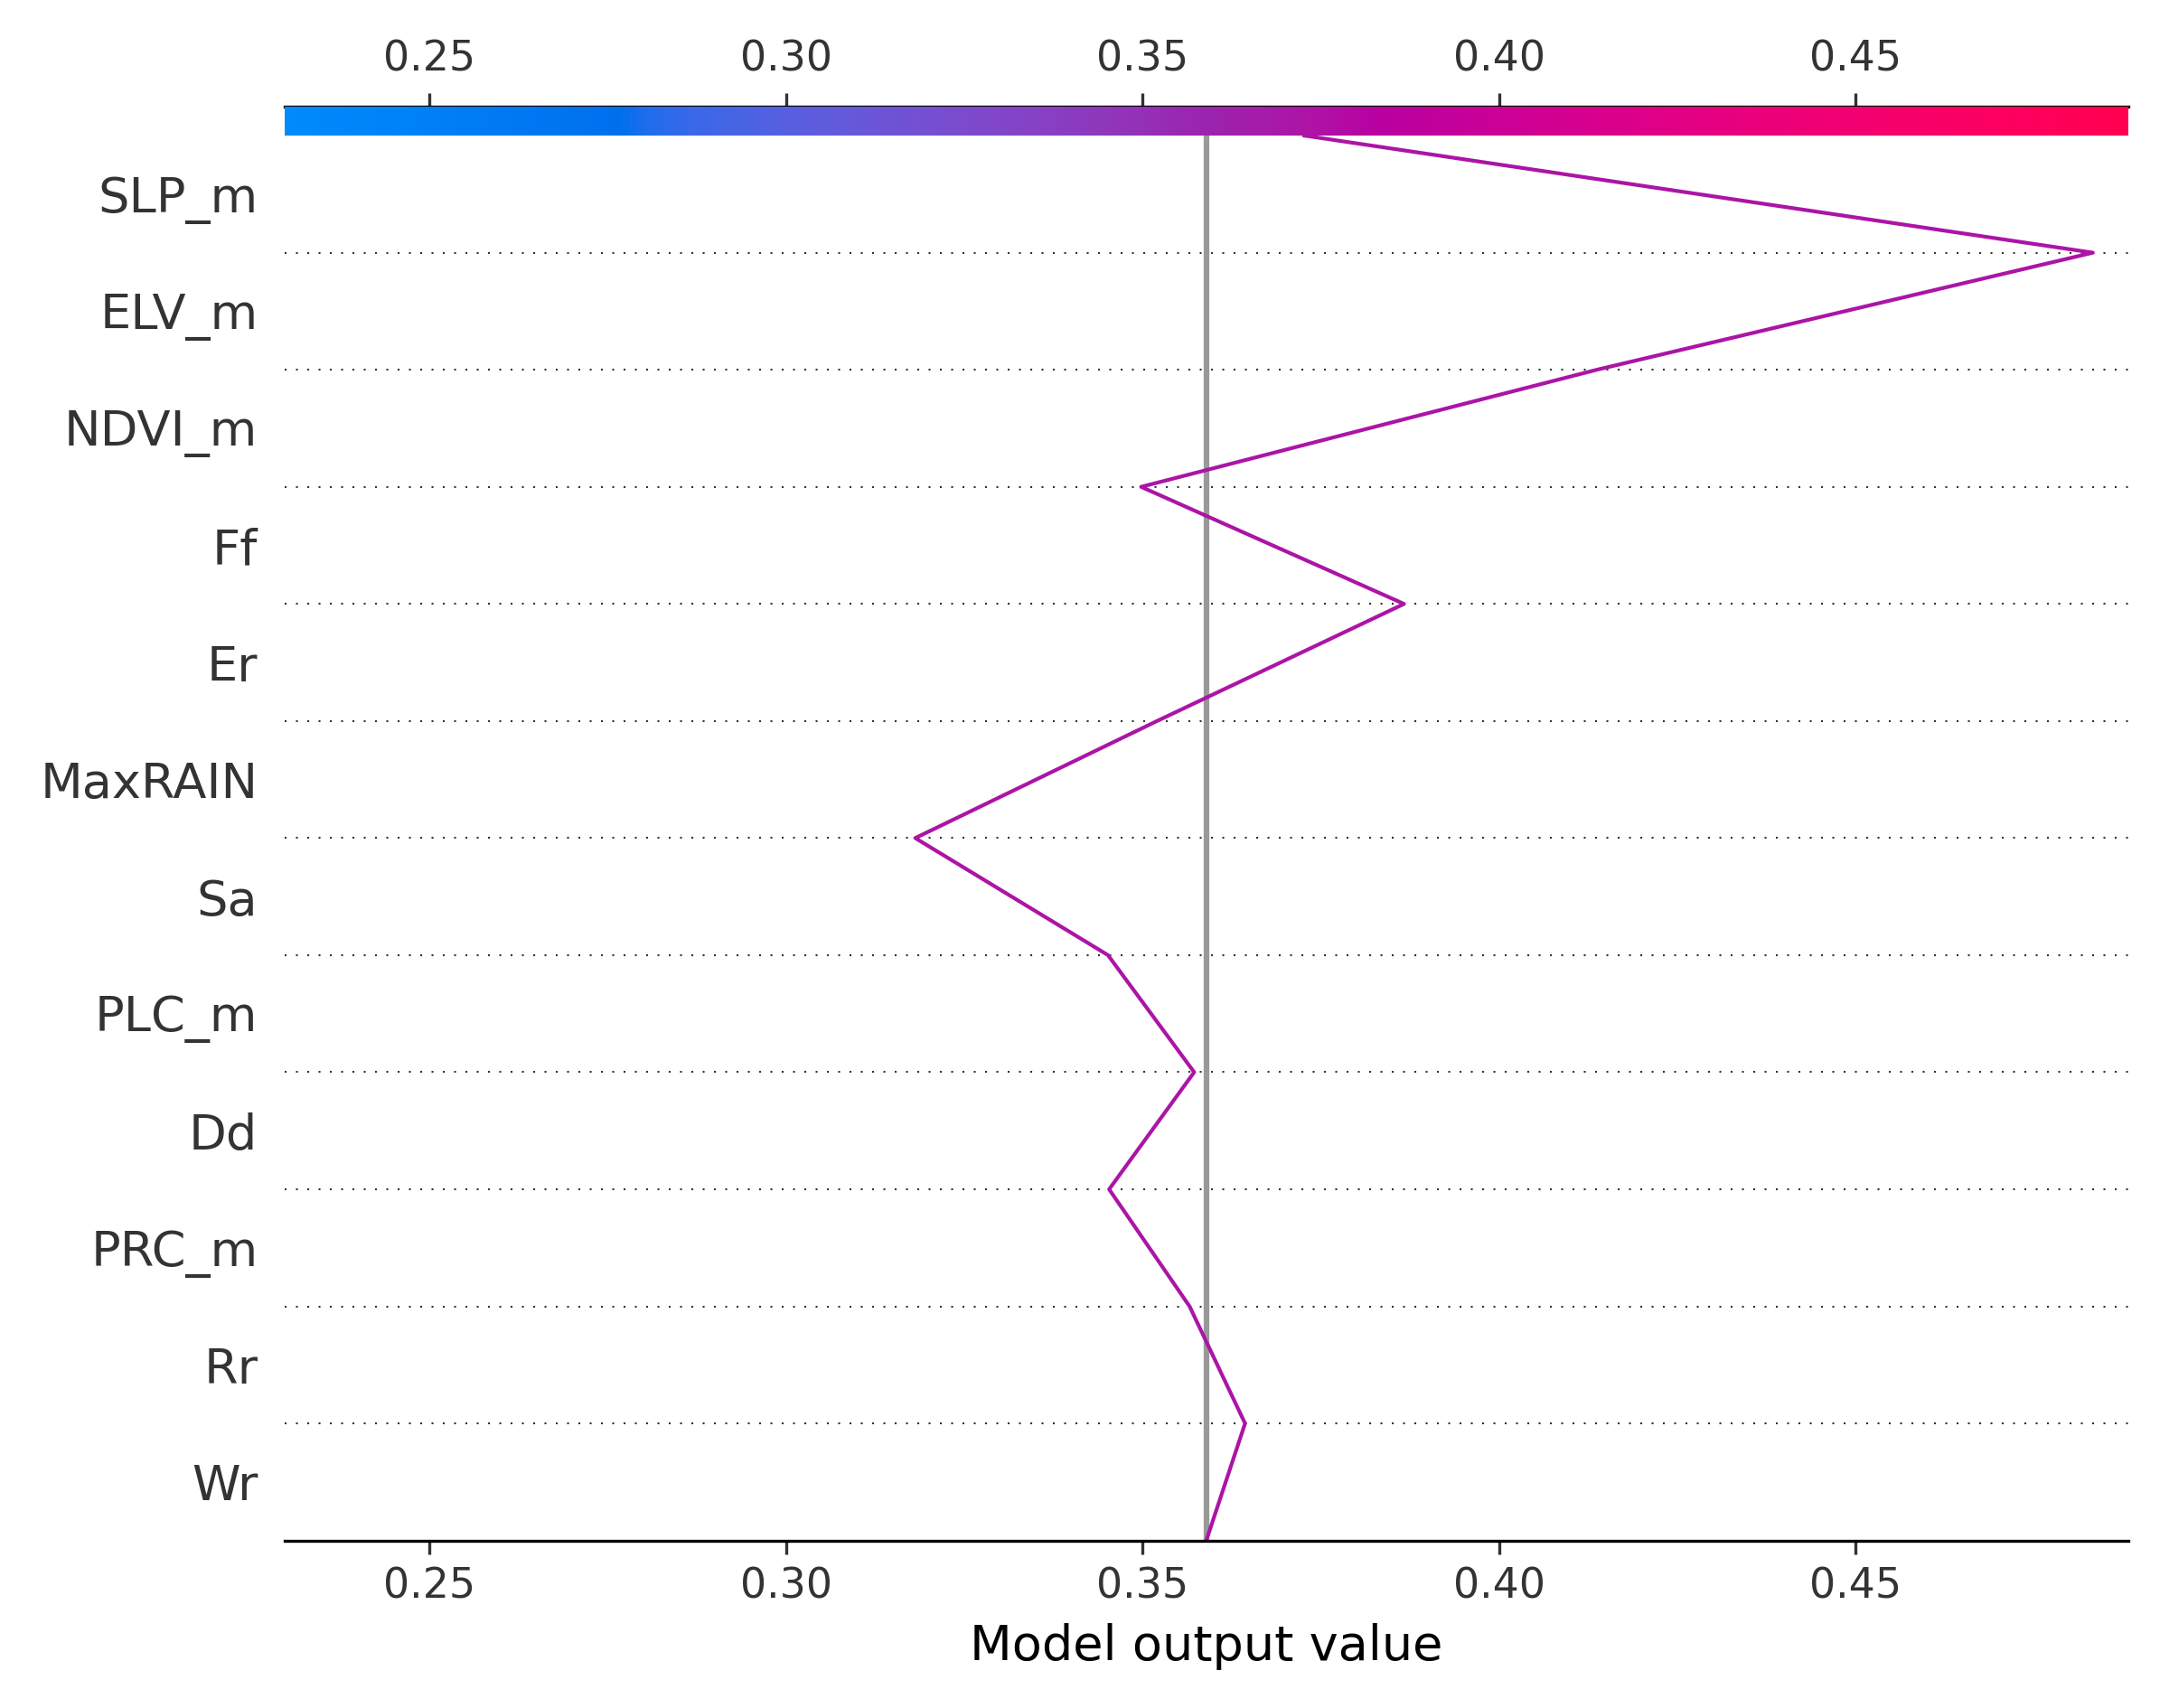 0.25 0.30 0.35 0.40 0.45
SLP_m
ELV_m
NDVI_m
Ff
Er
MaxRAIN
Sa
PLC_m
Dd
PRC_m
Rr
Wr
0.25 0.30 0.35 0.40 0.45
Model output value